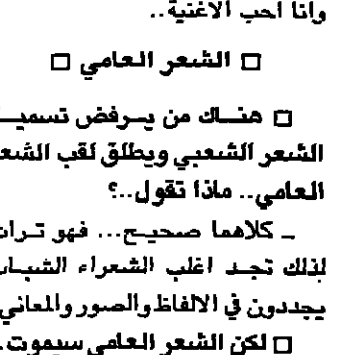 وانا احب الاغنية..
□ الشعر العامي □
□ هنـاك من يـرفض تسميـ
الشعر الشعبي ويطلق لقب الشعـ
العامي.. ماذا تقول..؟
ـ كلاهما صحيـح... فهو تـرا
لذلك تجـد اغلب الشعراء الشبـا
يجددون في الالفاظ والصور والمعاني
□ لكن الشعر العامي سيموت.